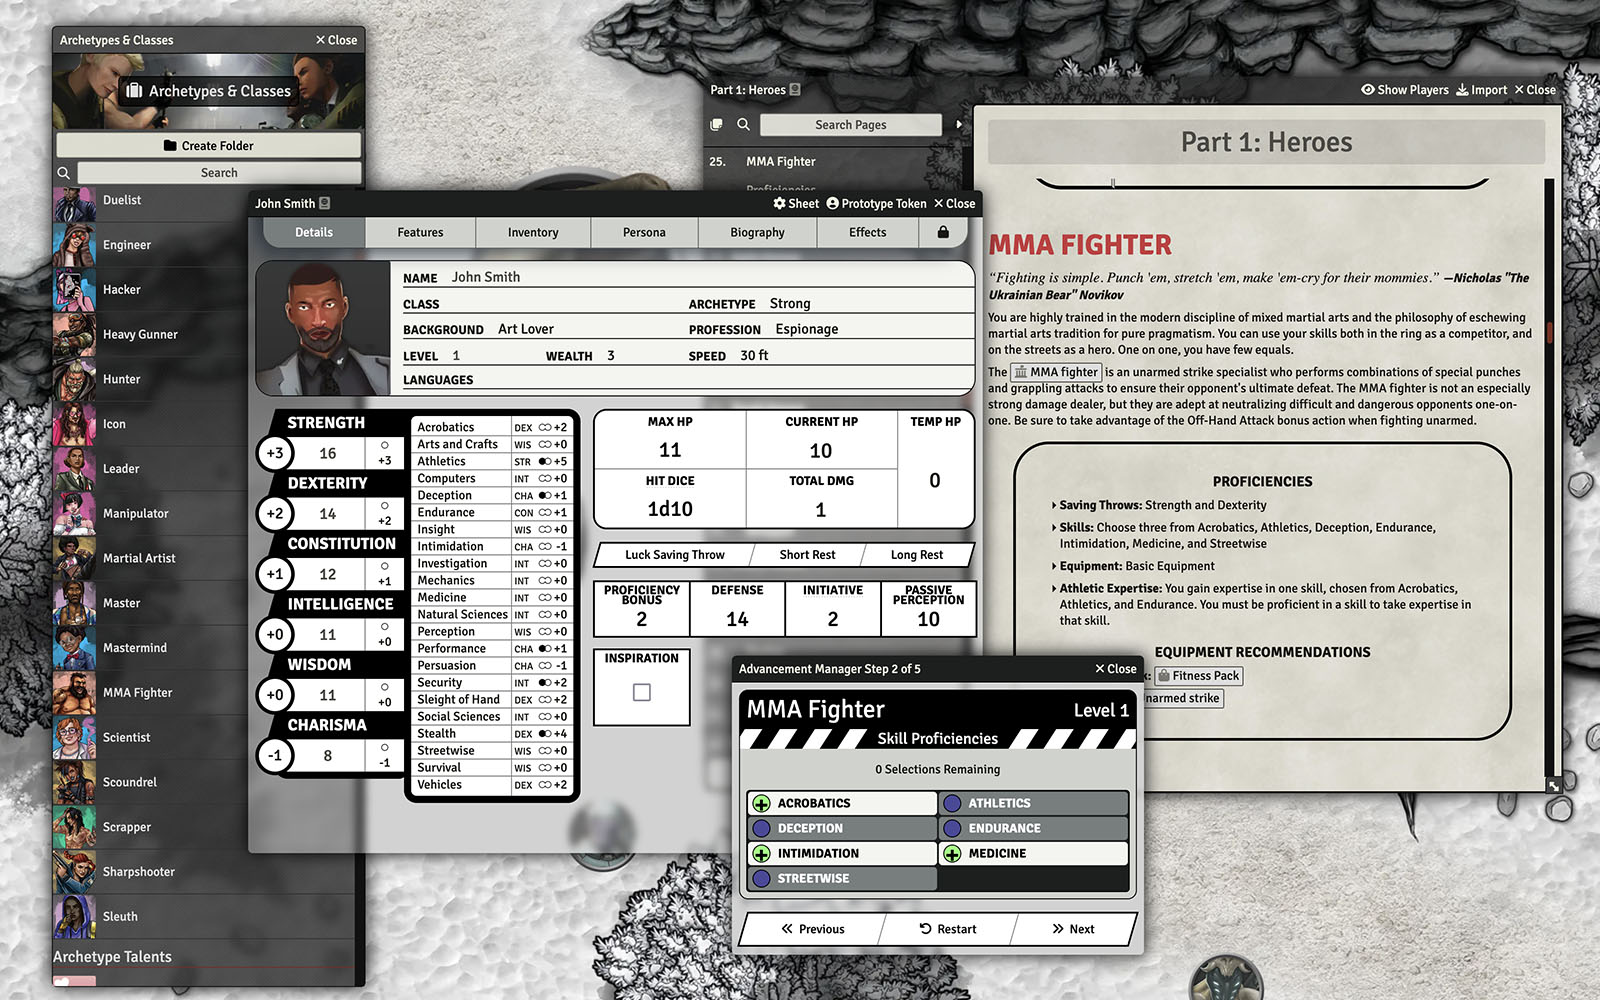 Archetypes & Classes
Close
Archetypes & Classes
Create Folder
Search
Duelist
Engineer
Hacker
Heavy Gunner
Hunter
Icon
Leader
Manipulator
Martial Artist
Master
Mastermind
MMA Fighter
Scientist
Scoundrel
Scrapper
Sharpshooter
Sleuth
Archetype Talents
Part 1: Heroes
Show Players Import Close
Search Pages
25. MMA Fighter
Proficiencies
Part 1: Heroes
MMA FIGHTER
“Fighting is simple. Punch 'em, stretch 'em, make 'em-cry for their mommies.” —Nicholas "The
Ukrainian Bear" Novikov
You are highly trained in the modern discipline of mixed martial arts and the philosophy of eschewing
martial arts tradition for pure pragmatism. You can use your skills both in the ring as a competitor, and
on the streets as a hero. One on one, you have few equals.
The MMA fighter is an unarmed strike specialist who performs combinations of special punches
and grappling attacks to ensure their opponent's ultimate defeat. The MMA fighter is not an especially
strong damage dealer, but they are adept at neutralizing difficult and dangerous opponents one-on-
one. Be sure to take advantage of the Off-Hand Attack bonus action when fighting unarmed.
PROFICIENCIES
Saving Throws: Strength and Dexterity
Skills: Choose three from Acrobatics, Athletics, Deception, Endurance,
Intimidation, Medicine, and Streetwise
Equipment: Basic Equipment
Athletic Expertise: You gain expertise in one skill, chosen from Acrobatics,
Athletics, and Endurance. You must be proficient in a skill to take expertise in
that skill.
EQUIPMENT RECOMMENDATIONS
Fitness Pack
strike
John Smith
Sheet Prototype Token Close
Details Features Inventory Persona Biography Effects
NAME John Smith
CLASS ARCHETYPE Strong
BACKGROUND Art Lover PROFESSION Espionage
LEVEL 1 WEALTH 3 SPEED 30 ft
LANGUAGES
STRENGTH
+3 16 +3
DEXTERITY
+2 14 +2
CONSTITUTION
+1 12 +1
INTELLIGENCE
+0 11 +0
WISDOM
+0 11 +0
CHARISMA
-1 8 -1
Acrobatics DEX +2
Arts and Crafts WIS +0
Athletics STR +5
Computers INT +0
Deception CHA +1
Endurance CON +1
Insight WIS +0
Intimidation CHA -1
Investigation INT +0
Mechanics INT +0
Medicine INT +0
Natural Sciences INT +0
Perception WIS +0
Performance CHA +1
Persuasion CHA -1
Security INT +2
Sleight of Hand DEX +2
Social Sciences INT +0
Stealth DEX +4
Streetwise WIS +0
Survival WIS +0
Vehicles DEX +2
MAX HP CURRENT HP TEMP HP
11 10 0
HIT DICE TOTAL DMG
1d10 1
Luck Saving Throw Short Rest Long Rest
PROFICIENCY BONUS DEFENSE INITIATIVE PASSIVE PERCEPTION
2 14 2 10
INSPIRATION
Advancement Manager Step 2 of 5
Close
MMA Fighter Level 1
Skill Proficiencies
0 Selections Remaining
ACROBATICS ATHLETICS
DECEPTION ENDURANCE
INTIMIDATION MEDICINE
STREETWISE
Previous Restart Next